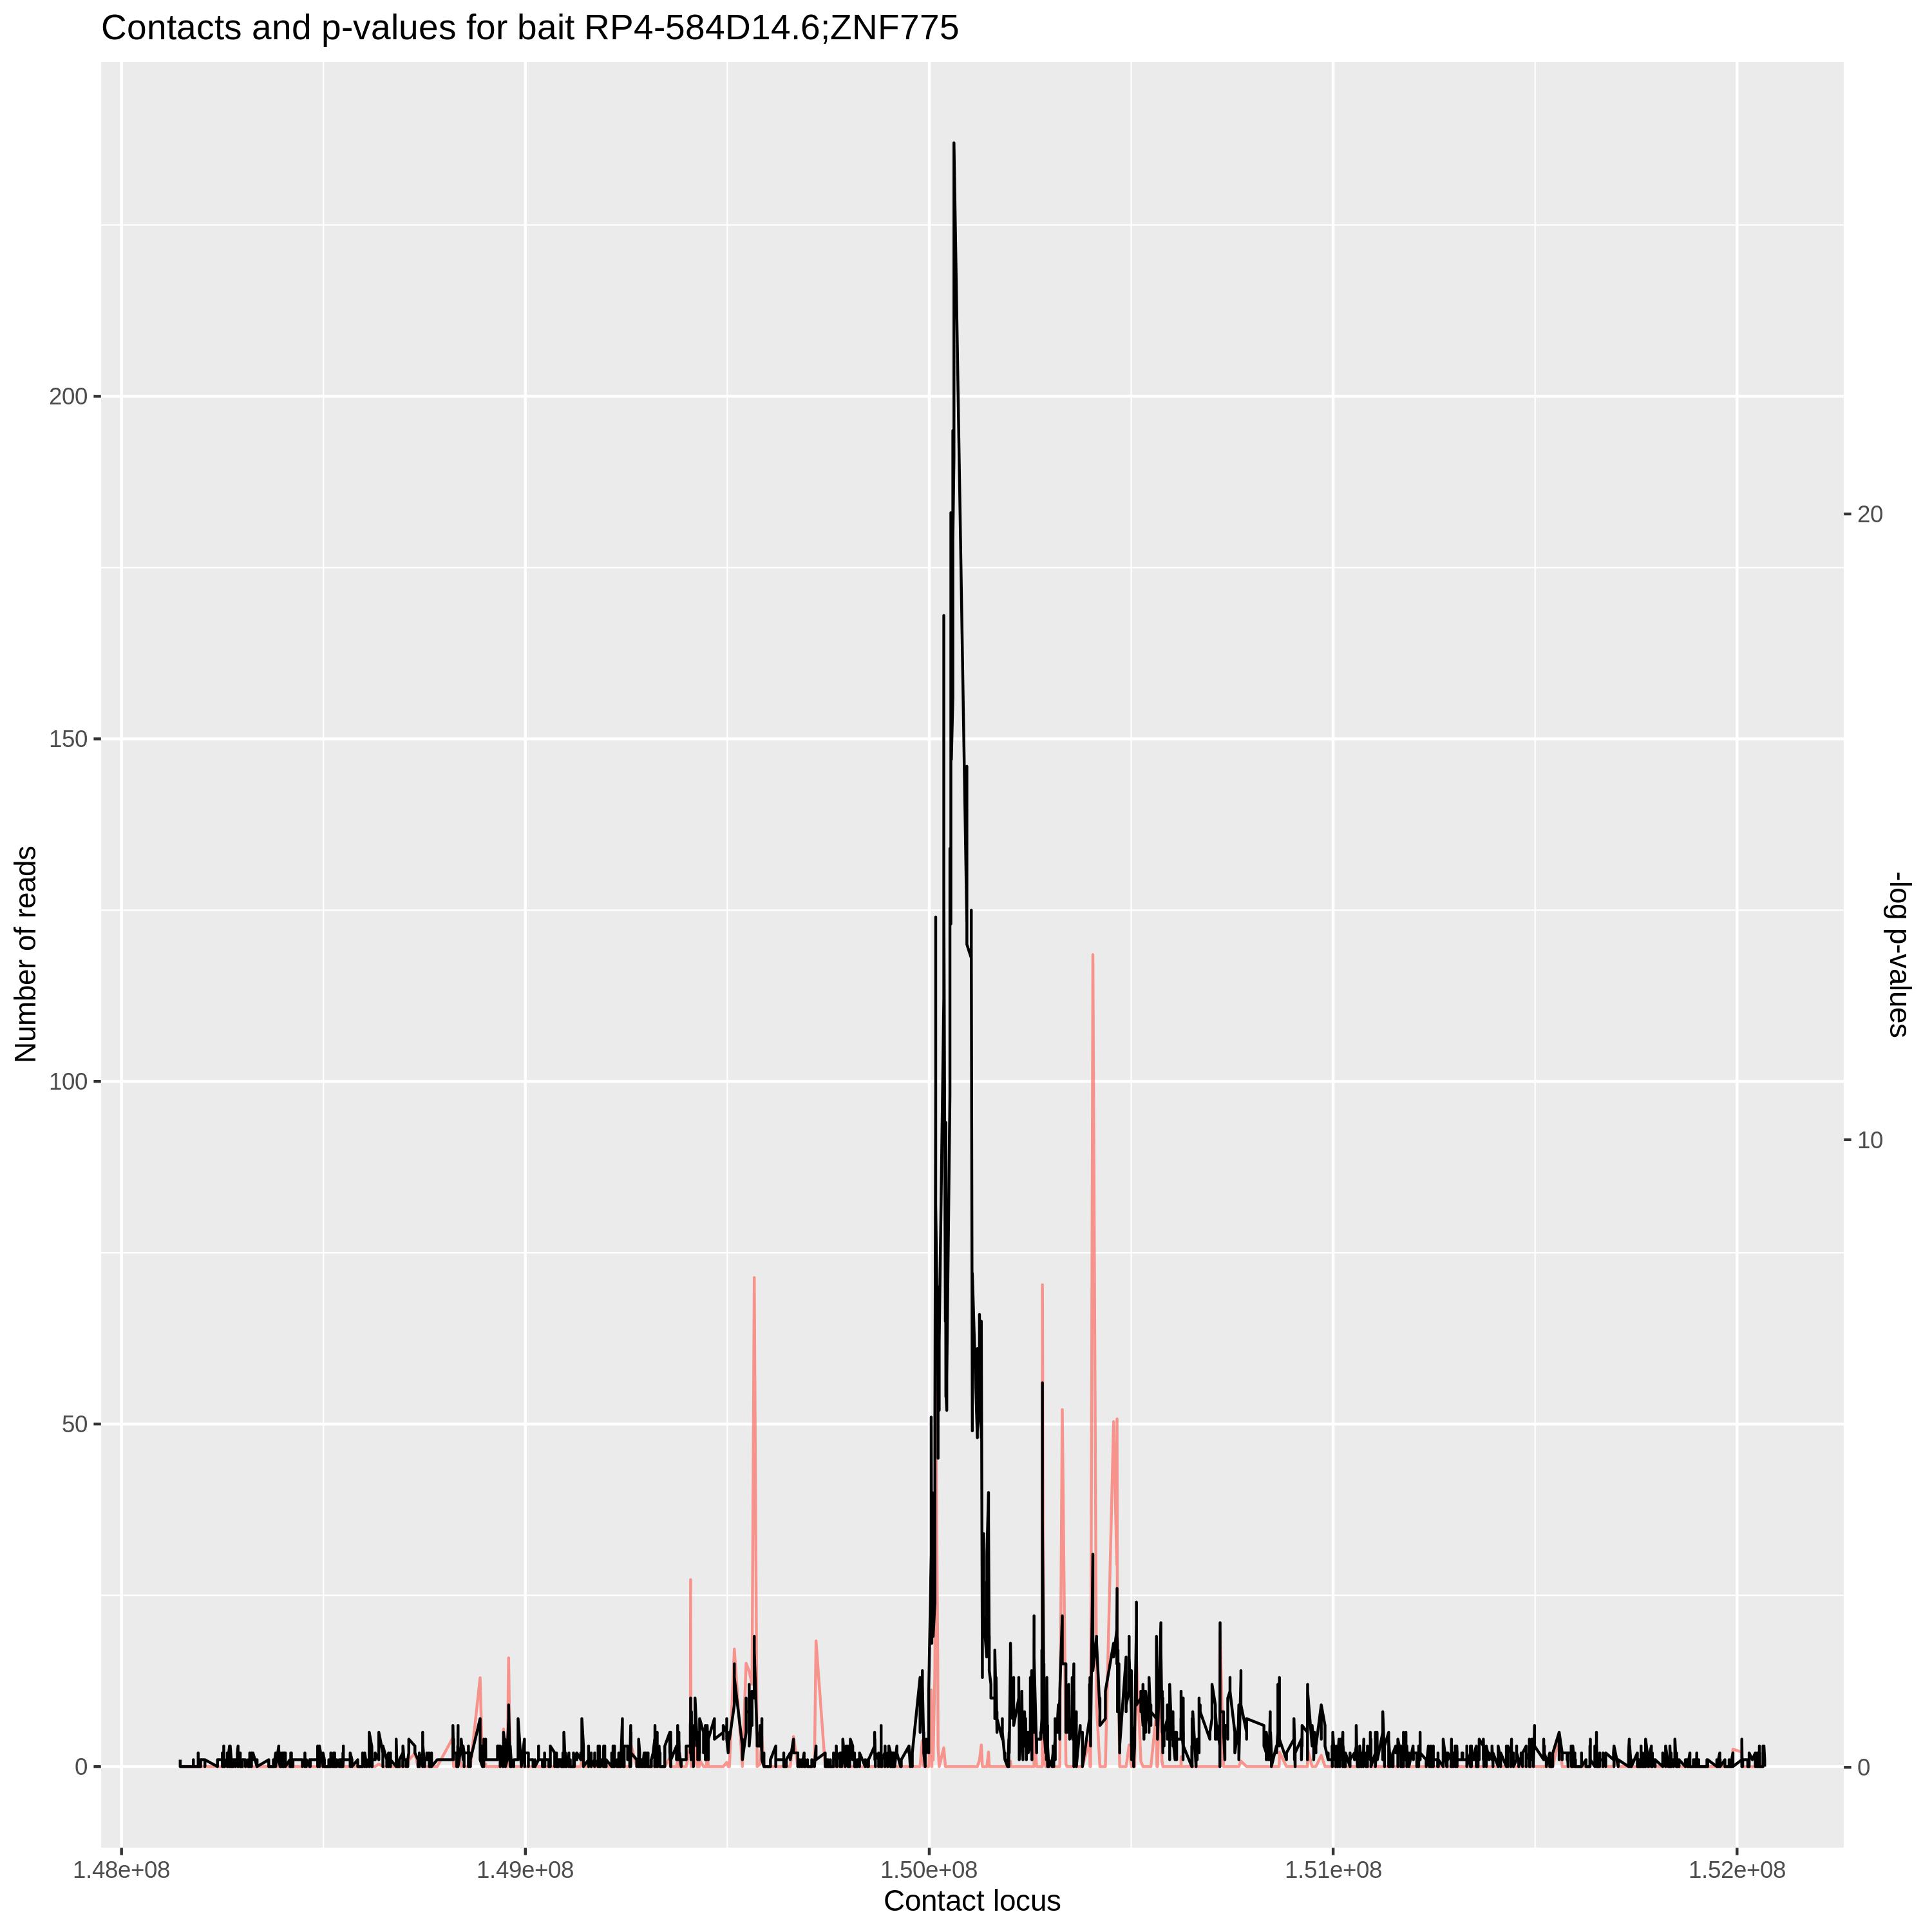 Contacts and p-values for bait RP4-584D14.6;ZNF775
Number of reads
200
150
100
50
0
20
10
0
-log p-values
1.48e+08
1.49e+08
1.50e+08
1.51e+08
1.52e+08
Contact locus